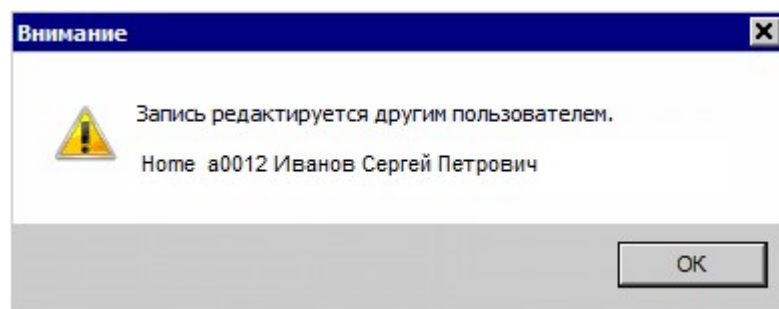 Внимание
Запись редактируется другим пользователем.
Home a0012 Иванов Сергей Петрович
OK